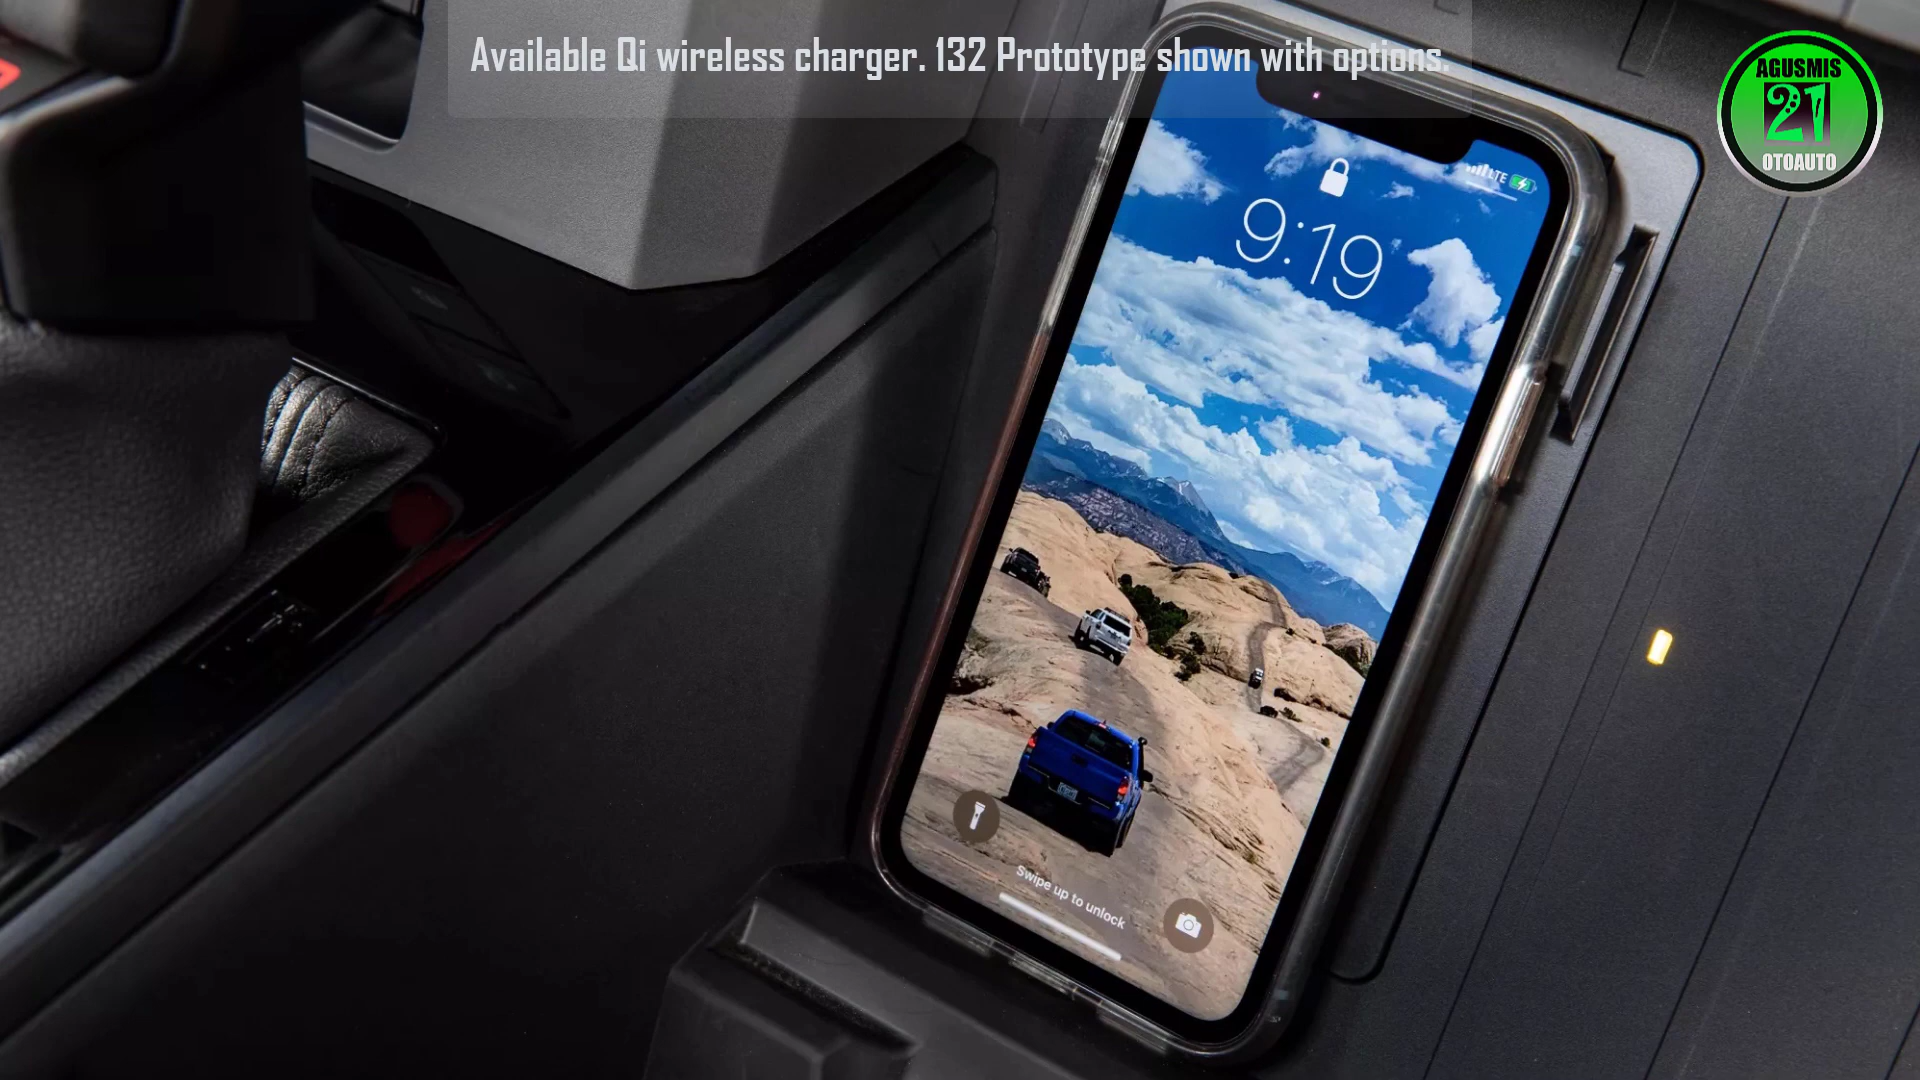 Available Qi wireless charger. 132 Prototype shown with options.
AGUSMIS
21
OTOAUTO
LTE
9:19
Swipe up to unlock